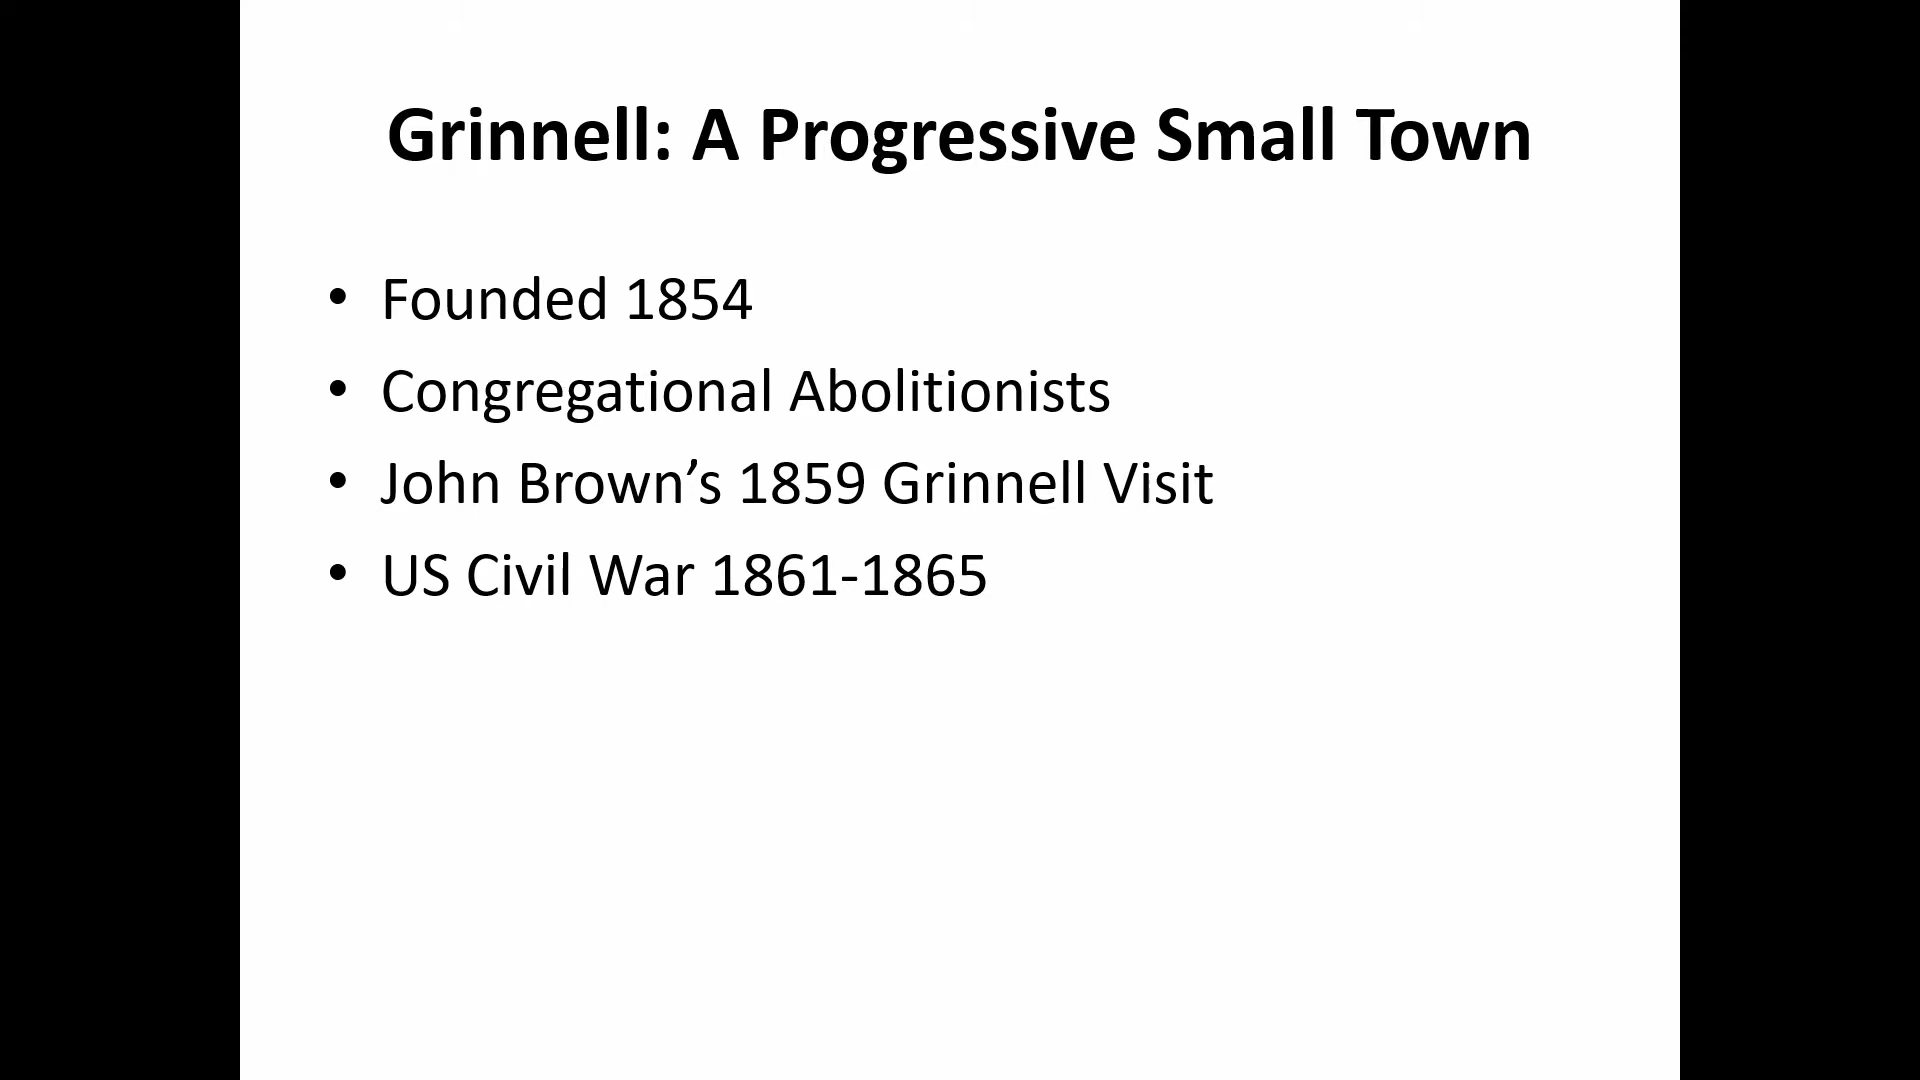 Grinnell: A Progressive Small Town
• Founded 1854
• Congregational Abolitionists
• John Brown’s 1859 Grinnell Visit
• US Civil War 1861-1865